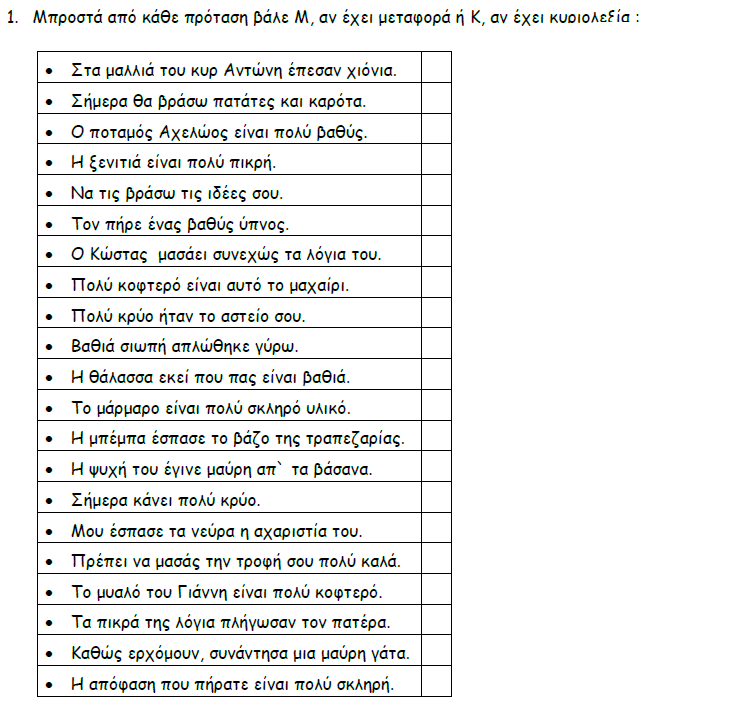 1. Μπροστά από κάθε πρόταση βάλε Μ, αν έχει μεταφορά ή Κ, αν έχει κυριολεξία :
• Στα μαλλιά του κυρ Αντώνη έπεσαν χιόνια.
• Σήμερα θα βράσω πατάτες και καρότα.
• Ο ποταμός Αχελώος είναι πολύ βαθύς.
• Η ξενιτιά είναι πολύ πικρή.
• Να τις βράσω τις ιδέες σου.
• Τον πήρε ένας βαθύς ύπνος.
• Ο Κώστας μασάει συνεχώς τα λόγια του.
• Πολύ κοφτερό είναι αυτό το μαχαίρι.
• Πολύ κρύο ήταν το αστείο σου.
• Βαθιά σιωπή απλώθηκε γύρω.
• Η θάλασσα εκεί που πας είναι βαθιά.
• Το μάρμαρο είναι πολύ σκληρό υλικό.
• Η μπέμπα έσπασε το βάζο της τραπεζαρίας.
• Η ψυχή του έγινε μαύρη απ` τα βάσανα.
• Σήμερα κάνει πολύ κρύο.
• Μου έσπασε τα νεύρα η αχαριστία του.
• Πρέπει να μασάς την τροφή σου πολύ καλά.
• Το μυαλό του Γιάννη είναι πολύ κοφτερό.
• Τα πικρά της λόγια πλήγωσαν τον πατέρα.
• Καθώς ερχόμουν, συνάντησα μια μαύρη γάτα.
• Η απόφαση που πήρατε είναι πολύ σκληρή.